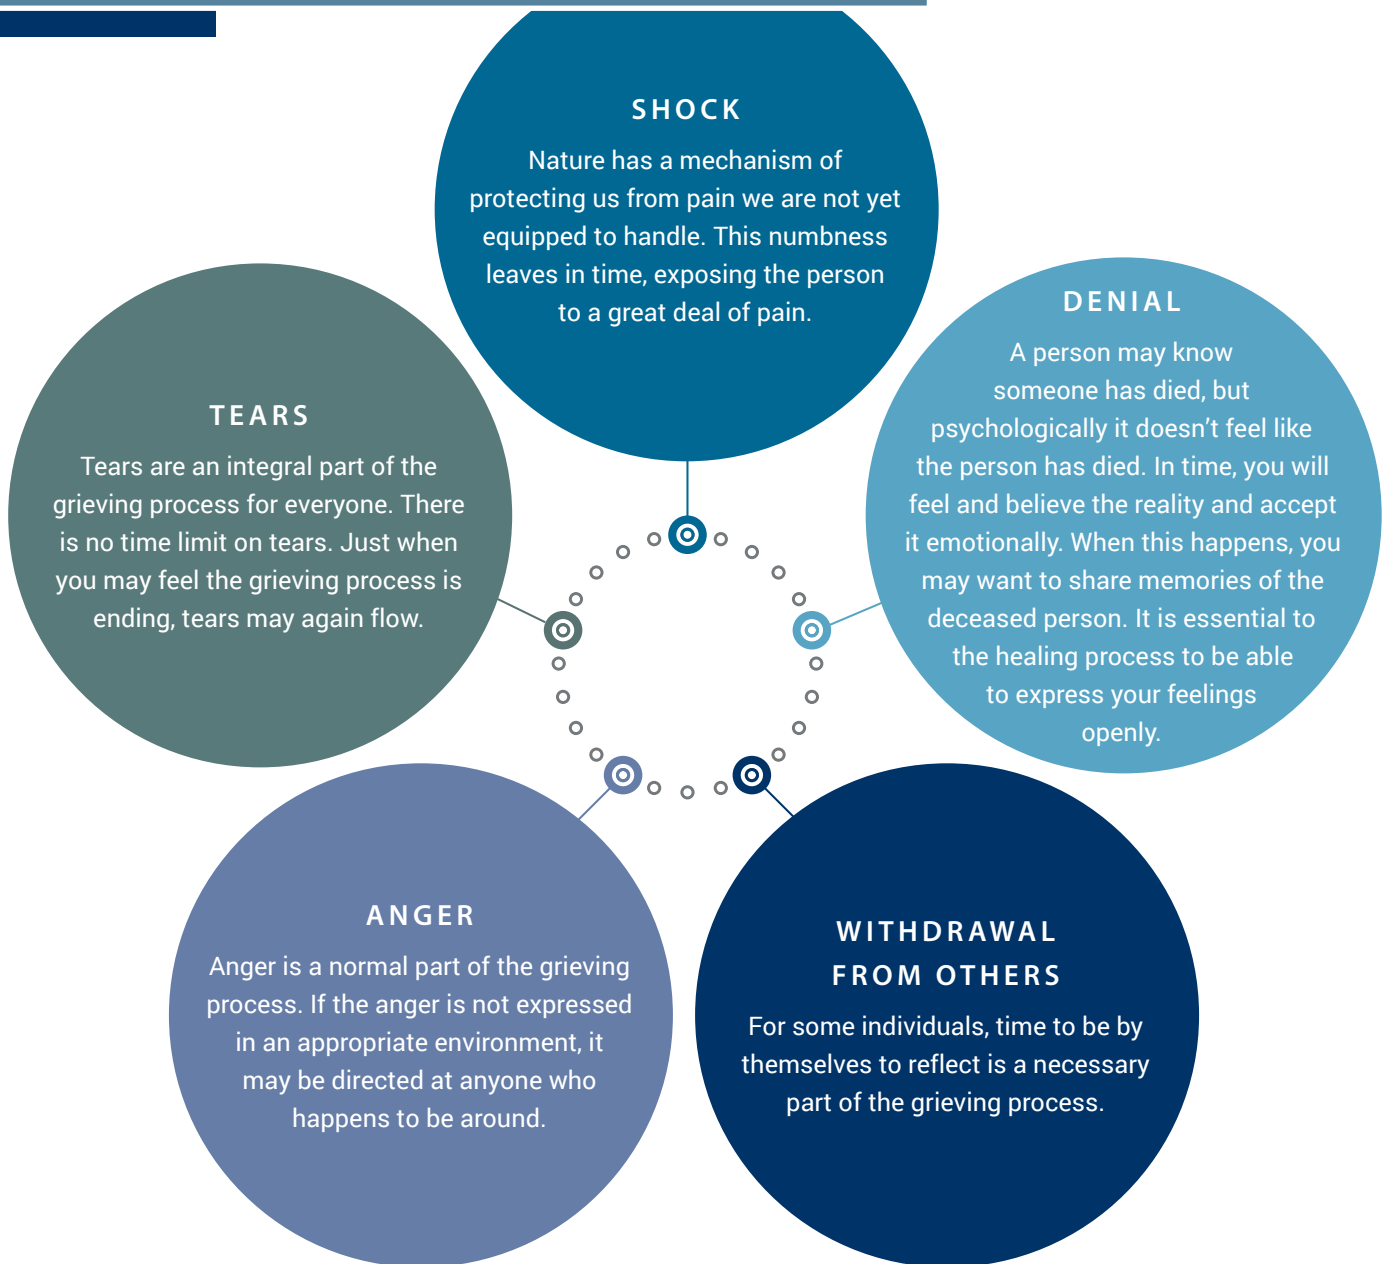 SHOCK
Nature has a mechanism of
protecting us from pain we are not yet
equipped to handle. This numbness
leaves in time, exposing the person
to a great deal of pain.
DENIAL
A person may know
someone has died, but
psychologically it doesn’t feel like
the person has died. In time, you will
feel and believe the reality and accept
it emotionally. When this happens, you
may want to share memories of the
deceased person. It is essential to
the healing process to be able
to express your feelings
openly.
WITHDRAWAL
FROM OTHERS
For some individuals, time to be by
themselves to reflect is a necessary
part of the grieving process.
ANGER
Anger is a normal part of the grieving
process. If the anger is not expressed
in an appropriate environment, it
may be directed at anyone who
happens to be around.
TEARS
Tears are an integral part of the
grieving process for everyone. There
is no time limit on tears. Just when
you may feel the grieving process is
ending, tears may again flow.